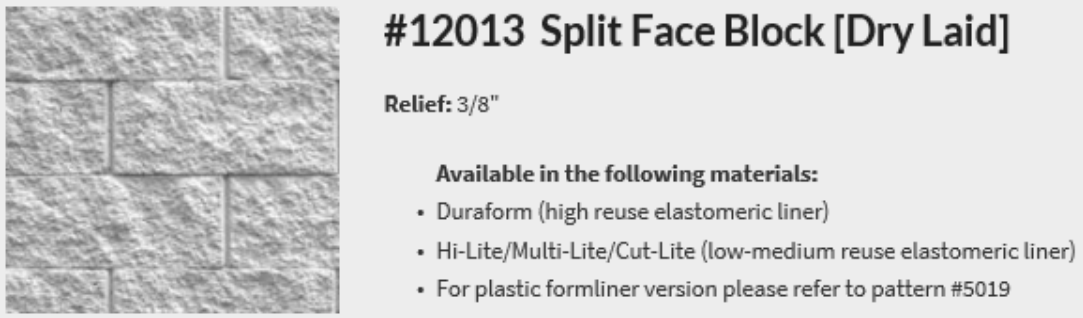 #12013 Split Face Block [Dry Laid]
Relief: 3/8"
Available in the following materials:
• Duraform (high reuse elastomeric liner)
• Hi-Lite/Multi-Lite/Cut-Lite (low-medium reuse elastomeric liner)
• For plastic formliner version please refer to pattern #5019